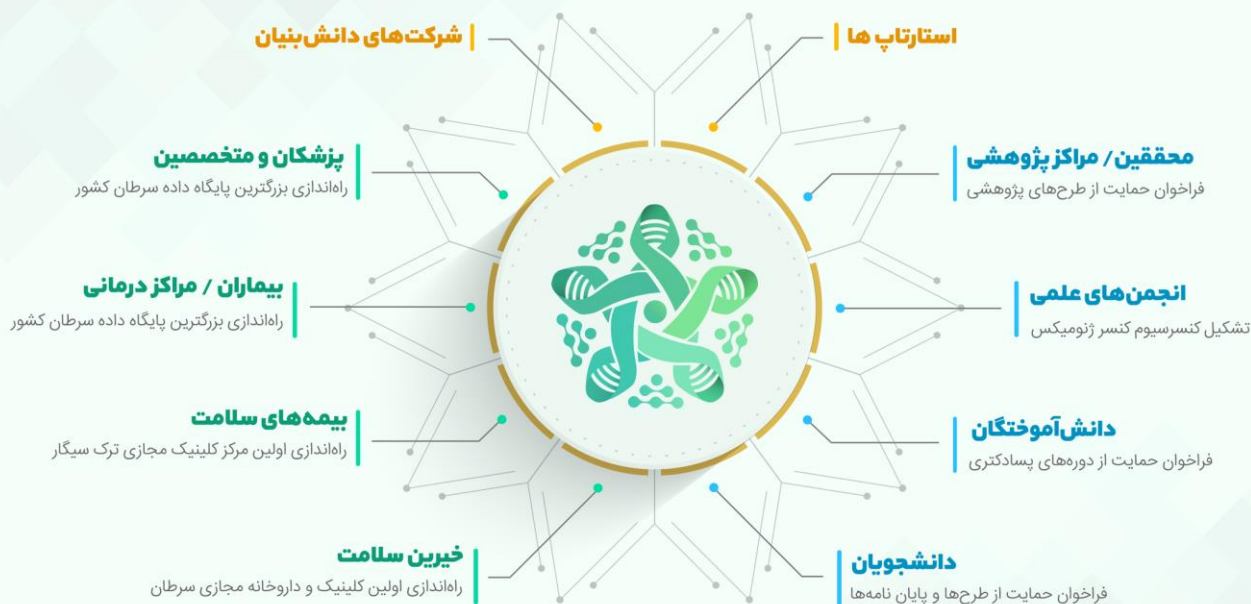 استارتاپ ها
شرکت‌های دانش‌بنیان
محققین/ مراکز پژوهشی
فراخوان حمایت از طرح‌های پژوهشی
پزشکان و متخصصین
راه‌اندازی بزرگترین پایگاه داده سرطان کشور
انجمن‌های علمی
تشکیل کنسرسیوم کنسر ژنومیکس
بیماران / مراکز درمانی
راه‌اندازی بزرگترین پایگاه داده سرطان کشور
دانش‌آموختگان
فراخوان حمایت از دوره‌های پسادکتری
بیمه‌های سلامت
راه‌اندازی اولین مرکز کلینیک مجازی ترک سیگار
دانشجویان
فراخوان حمایت از طرح‌ها و پایان نامه‌ها
خیرین سلامت
راه‌اندازی اولین کلینیک و داروخانه مجازی سرطان